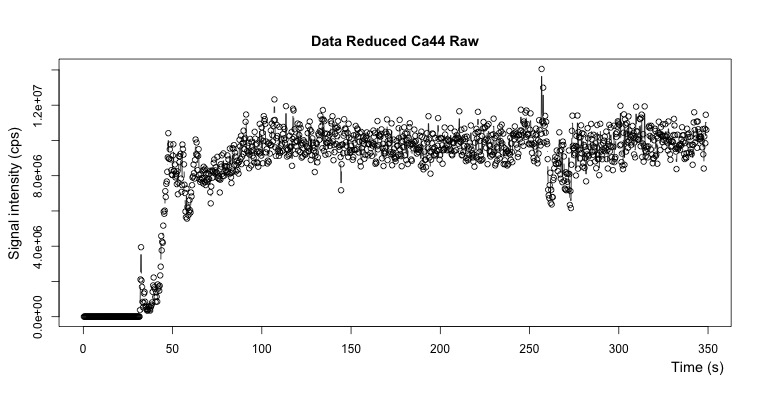 Data Reduced Ca44 Raw
Signal intensity (cps)
1.2e+07
8.0e+06
4.0e+06
0.0e+00
0 50 100 150 200 250 300 350
Time (s)